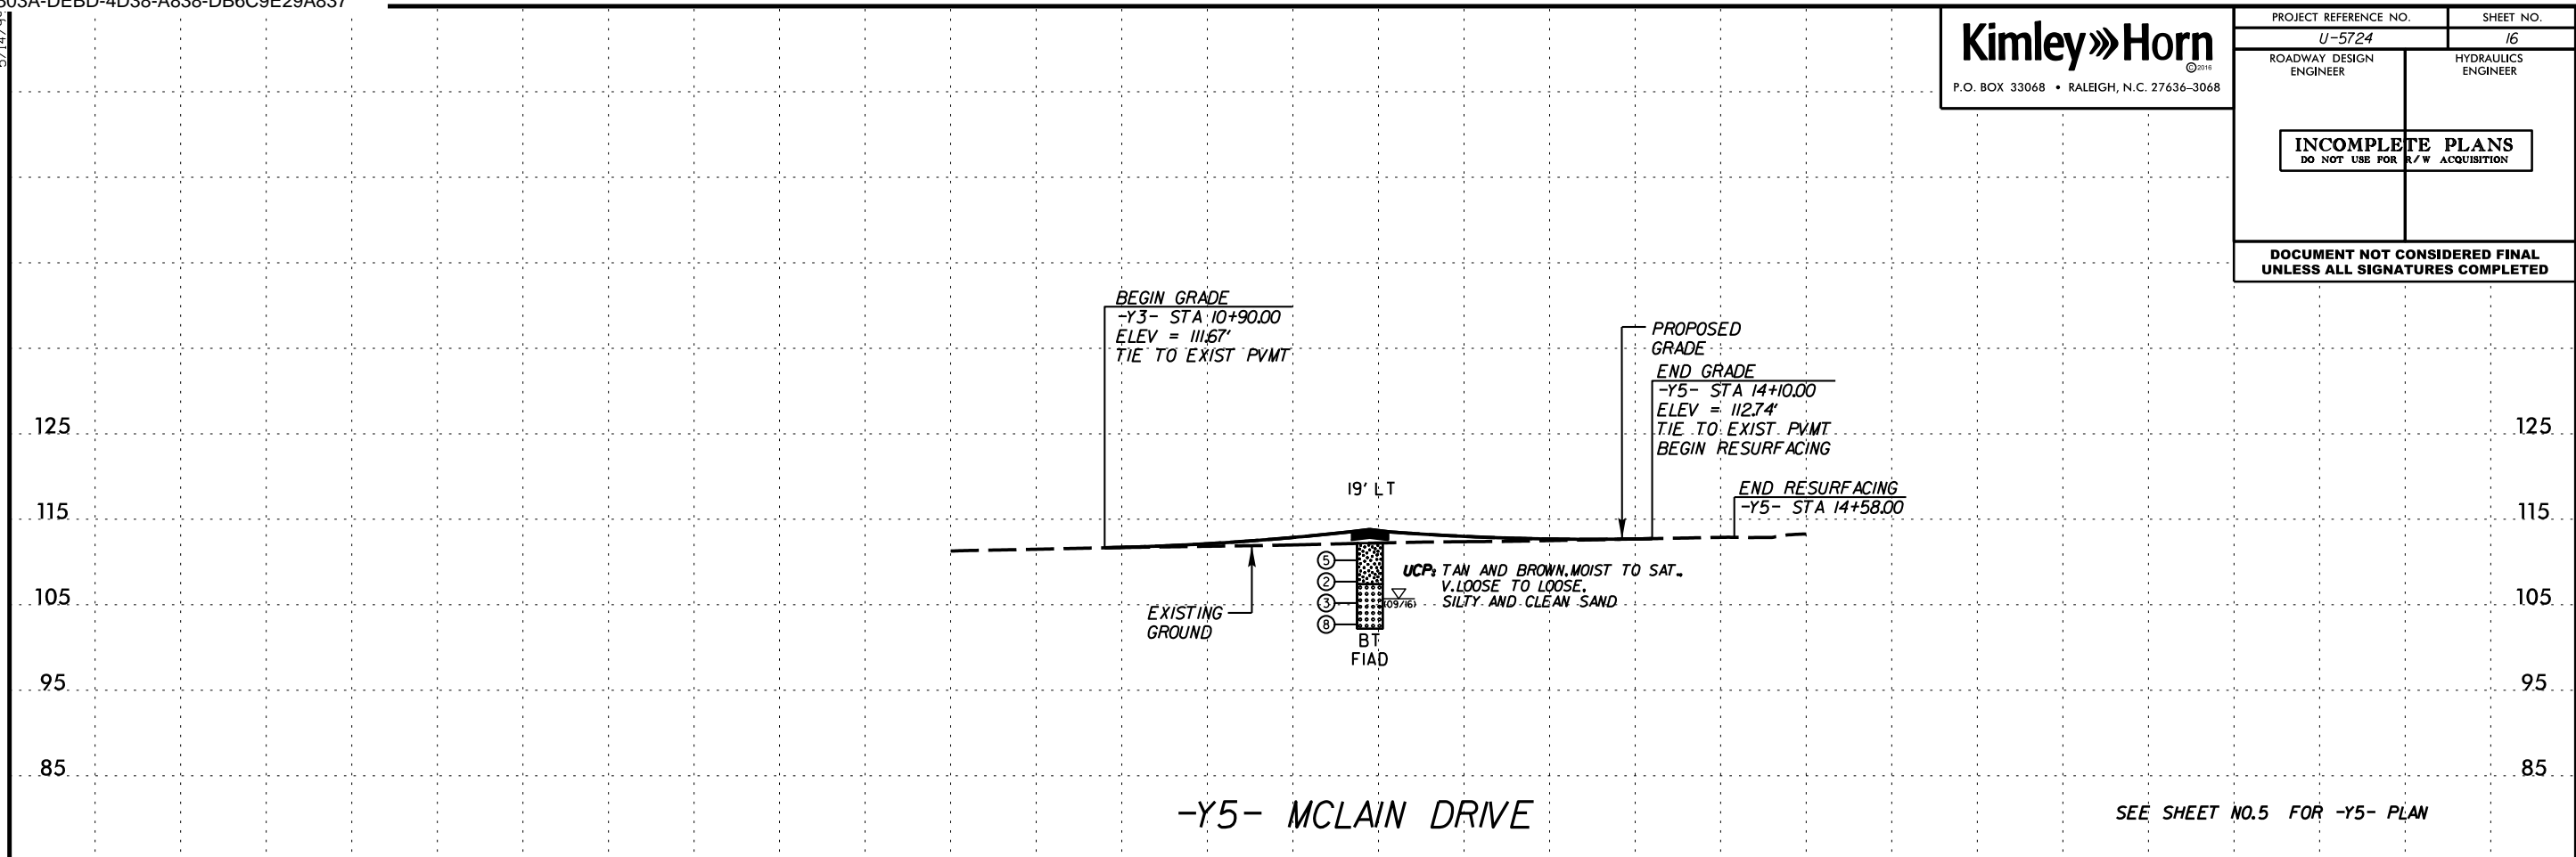 Kimley»Horn
©2016
P.O. BOX 33068 • RALEIGH, N.C. 27636–3068
PROJECT REFERENCE NO.
SHEET NO.
U-5724
16
ROADWAY DESIGN
ENGINEER
HYDRAULICS
ENGINEER
INCOMPLETE PLANS
DO NOT USE FOR R/W ACQUISITION
DOCUMENT NOT CONSIDERED FINAL
UNLESS ALL SIGNATURES COMPLETED
BEGIN GRADE
-Y3- STA 10+90.00
ELEV = 111.67'
TIE TO EXIST PVMT
PROPOSED
GRADE
END GRADE
-Y5- STA 14+10.00
ELEV = 112.74'
TIE TO EXIST PVMT
BEGIN RESURFACING
END RESURFACING
-Y5- STA 14+58.00
125
125
19' LT
115
115
5
2
3
8
UCP: TAN AND BROWN, MOIST TO SAT.,
V.LOOSE TO LOOSE,
SILTY AND CLEAN SAND
(09/16)
105
105
EXISTING
GROUND
BT
FIAD
95
95
85
85
-Y5- MCLAIN DRIVE
SEE SHEET NO.5 FOR -Y5- PLAN